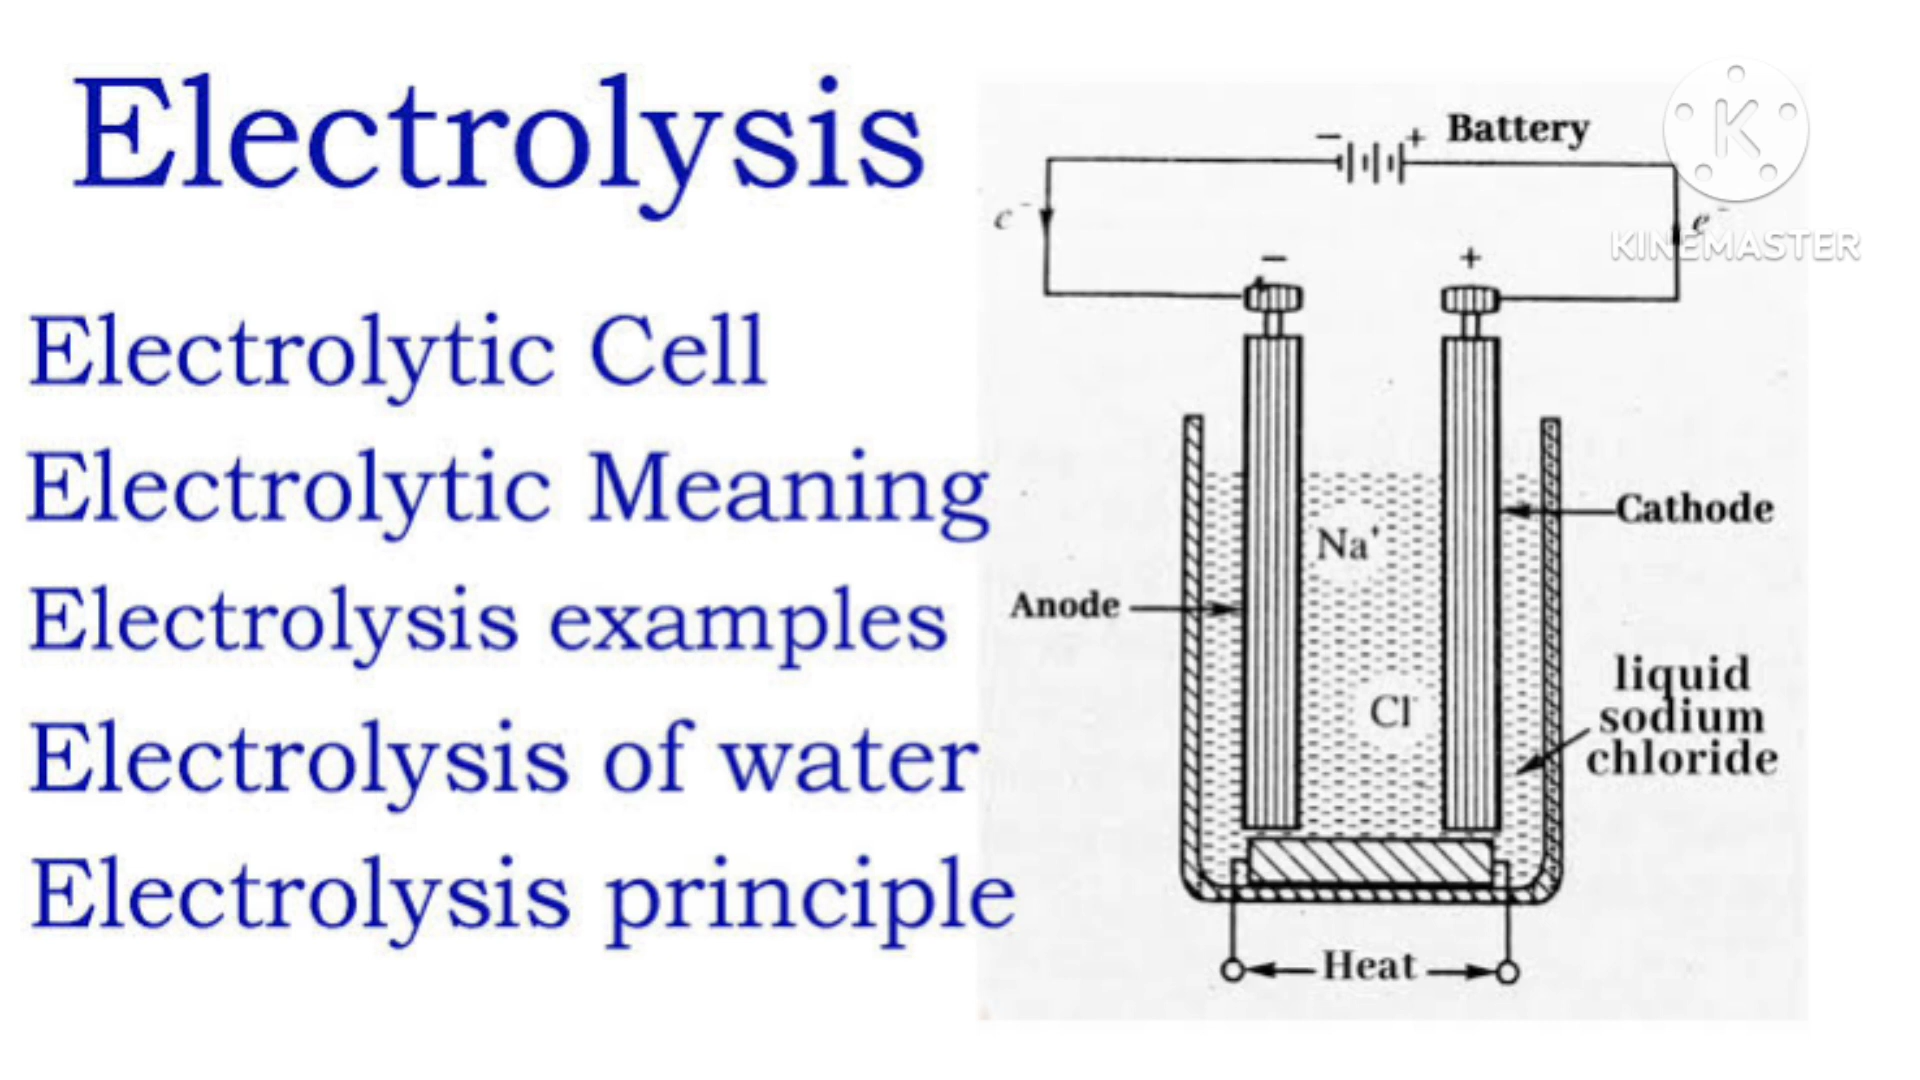 Electrolysis
Electrolytic Cell
Electrolytic Meaning
Electrolysis examples
Electrolysis of water
Electrolysis principle
− + Battery
K
c⁻
e⁻
KINEMASTER
− +
Cathode
Na⁺
Anode
Cl⁻
liquid
sodium
chloride
Heat